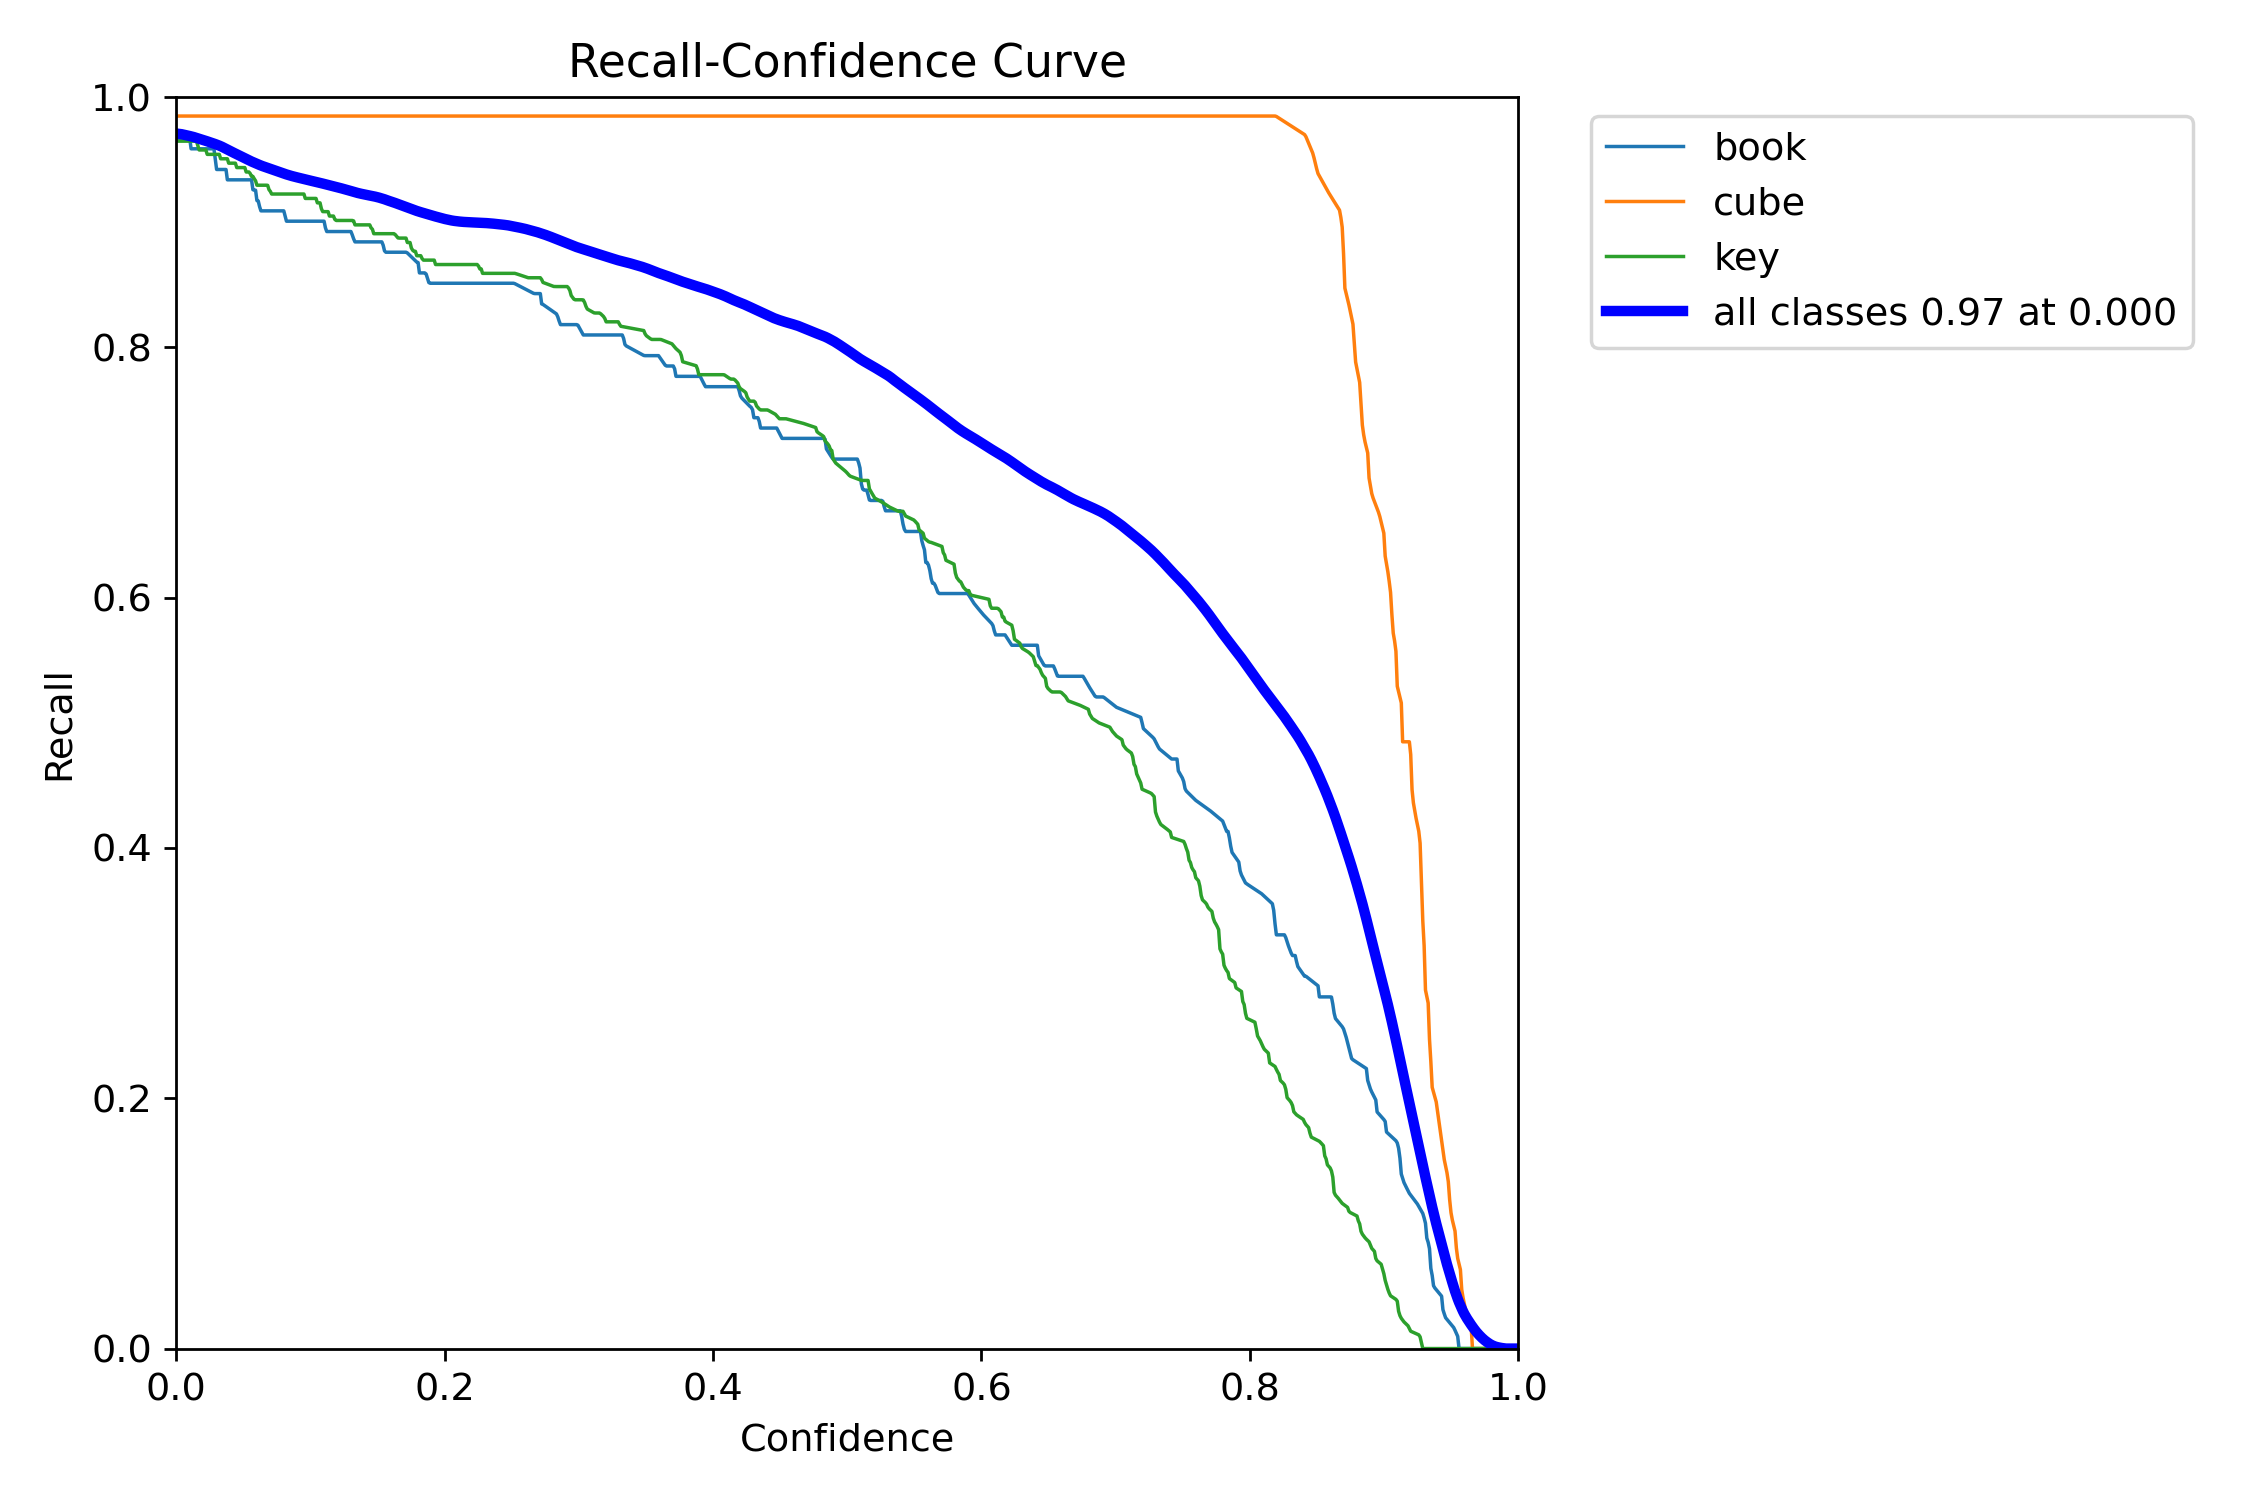 Recall-Confidence Curve
1.0
0.8
0.6
0.4
0.2
0.0
Recall
0.0 0.2 0.4 0.6 0.8 1.0
Confidence
book
cube
key
all classes 0.97 at 0.000